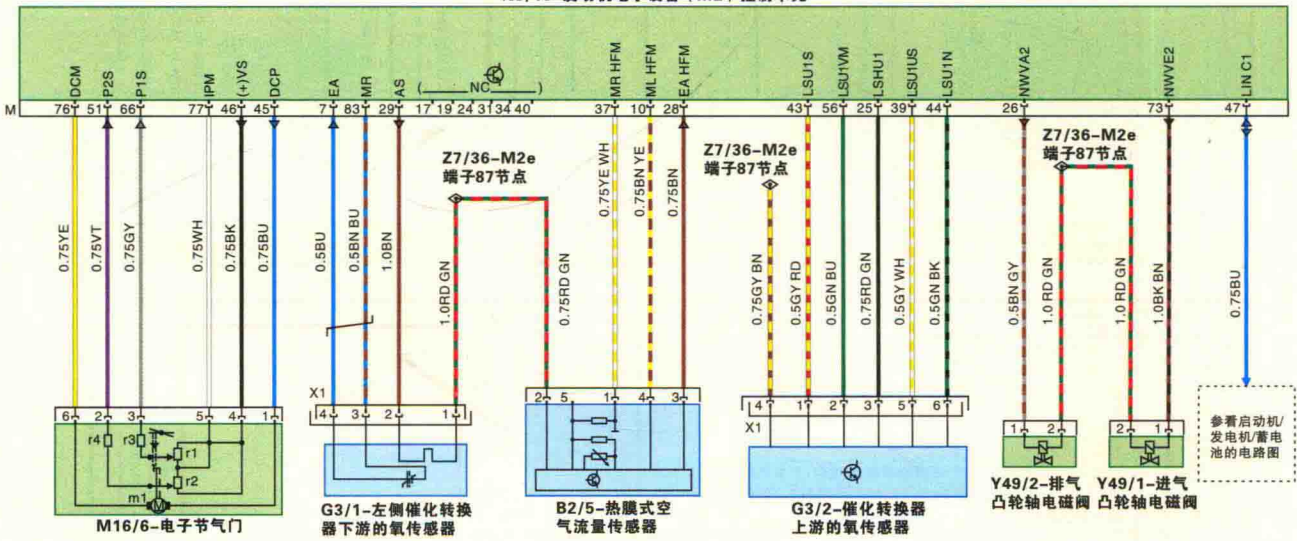 DCM
P2S
P1S
IPM
(+)VS
DCP
EA
MR
AS
(____NC____)
MR HFM
ML HFM
EA HFM
LSU1S
LSU1VM
LSHU1
LSU1US
LSU1N
NWVA2
NWVE2
LIN C1
M
76 51 66 77 46 45 7 83 29 17 19 24 31 34 40 37 10 28 43 56 25 39 44 26 73 47
Z7/36-M2e
端子87节点
Z7/36-M2e
端子87节点
Z7/36-M2e
端子87节点
0.75YE
0.75VT
0.75GY
0.75WH
0.75BK
0.75BU
0.5BU
0.5BN BU
1.0BN
1.0RD GN
0.75RD GN
0.75YE WH
0.75BN YE
0.75BN
0.75GY BN
0.5GY RD
0.5GN BU
0.75RD GN
0.5GY WH
0.5GN BK
0.5BN GY
1.0 RD GN
1.0 RD GN
1.0BK BN
0.75BU
6 2 3 5 4 1
X1
4 3 2 1
2 5 1 4 3
4 1 2 3 5 6
X1
1 2
2 1
r4
r3
r1
r2
m1
M
参看启动机/
发电机/蓄电
池的电路图
M16/6-电子节气门
G3/1-左侧催化转换
器下游的氧传感器
B2/5-热膜式空
气流量传感器
G3/2-催化转换器
上游的氧传感器
Y49/2-排气
凸轮轴电磁阀
Y49/1-进气
凸轮轴电磁阀